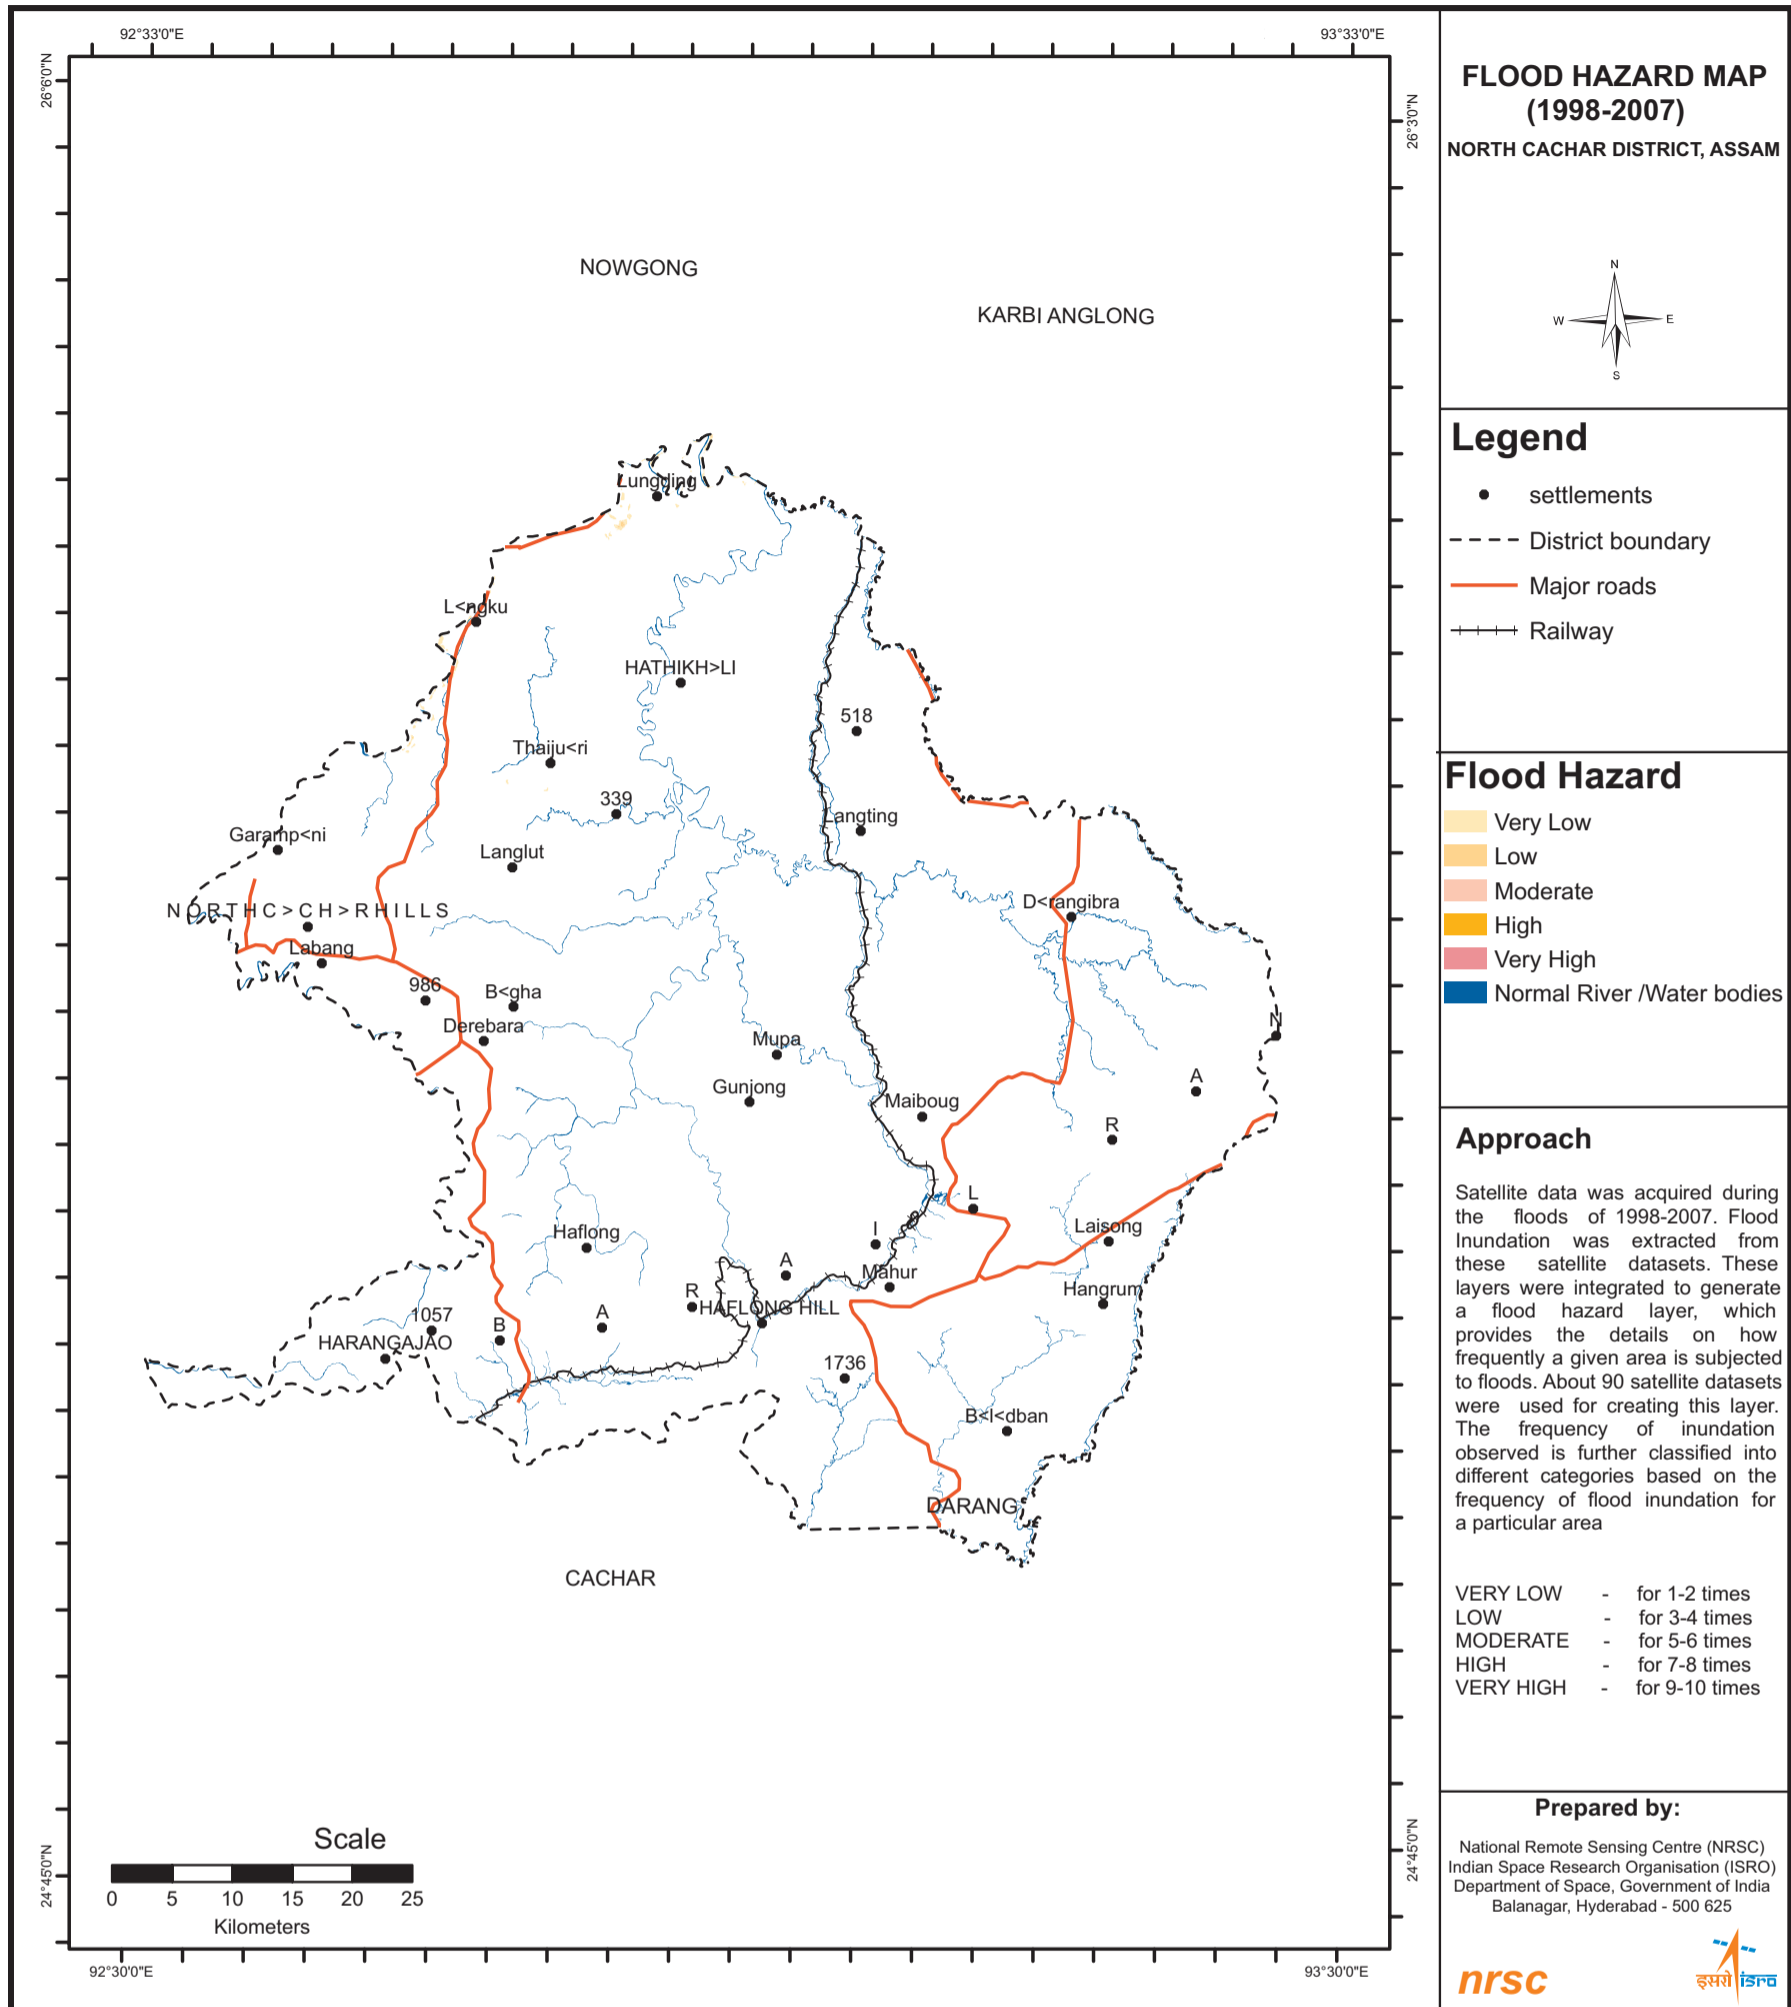 92°33'0"E
93°33'0"E
26°6'0"N
26°3'0"N
NOWGONG
KARBI ANGLONG
Lungding
L<ngku
HATHIKH>LI
518
Thaiju<ri
339
Langting
Garamp<ni
Langlut
D<rangibra
N O R T H C > C H > R H I L L S
Labang
986
B<gha
N
Derebara
Mupa
A
Gunjong
Maiboug
R
L
Haflong
I
Laisong
A
Mahur
R
Hangrum
HAFLONG HILL
A
1057
B
HARANGAJAO
1736
B<l<dban
DARANG
CACHAR
Scale
0 5 10 15 20 25
Kilometers
24°45'0"N
24°45'0"N
92°30'0"E
93°30'0"E
FLOOD HAZARD MAP
(1998-2007)
NORTH CACHAR DISTRICT, ASSAM
N
W
E
S
Legend
settlements
District boundary
Major roads
Railway
Flood Hazard
Very Low
Low
Moderate
High
Very High
Normal River /Water bodies
Approach
Satellite data was acquired during
the floods of 1998-2007. Flood
Inundation was extracted from
these satellite datasets. These
layers were integrated to generate
a flood hazard layer, which
provides the details on how
frequently a given area is subjected
to floods. About 90 satellite datasets
were used for creating this layer.
The frequency of inundation
observed is further classified into
different categories based on the
frequency of flood inundation for
a particular area
VERY LOW - for 1-2 times
LOW - for 3-4 times
MODERATE - for 5-6 times
HIGH - for 7-8 times
VERY HIGH - for 9-10 times
Prepared by:
National Remote Sensing Centre (NRSC)
Indian Space Research Organisation (ISRO)
Department of Space, Government of India
Balanagar, Hyderabad - 500 625
nrsc
इसरो isro